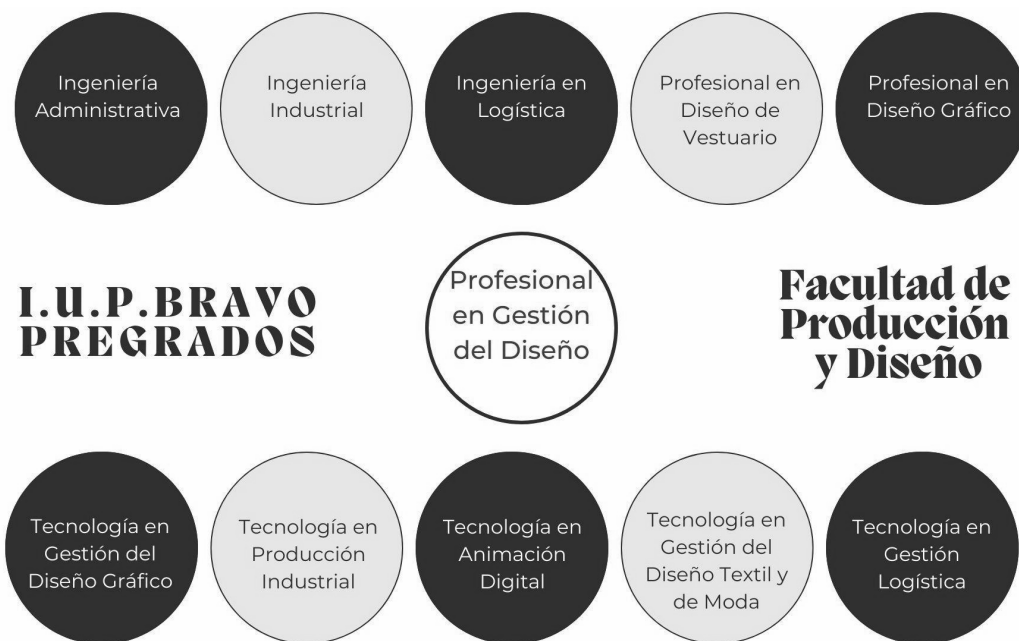 Ingeniería
Administrativa
Ingeniería
Industrial
Ingeniería en
Logística
Profesional en
Diseño de
Vestuario
Profesional en
Diseño Gráfico
I.U.P.BRAVO
PREGRADOS
Profesional
en Gestión
del Diseño
Facultad de
Producción
y Diseño
Tecnología en
Gestión del
Diseño Gráfico
Tecnología en
Producción
Industrial
Tecnología en
Animación
Digital
Tecnología en
Gestión del
Diseño Textil y
de Moda
Tecnología en
Gestión
Logística